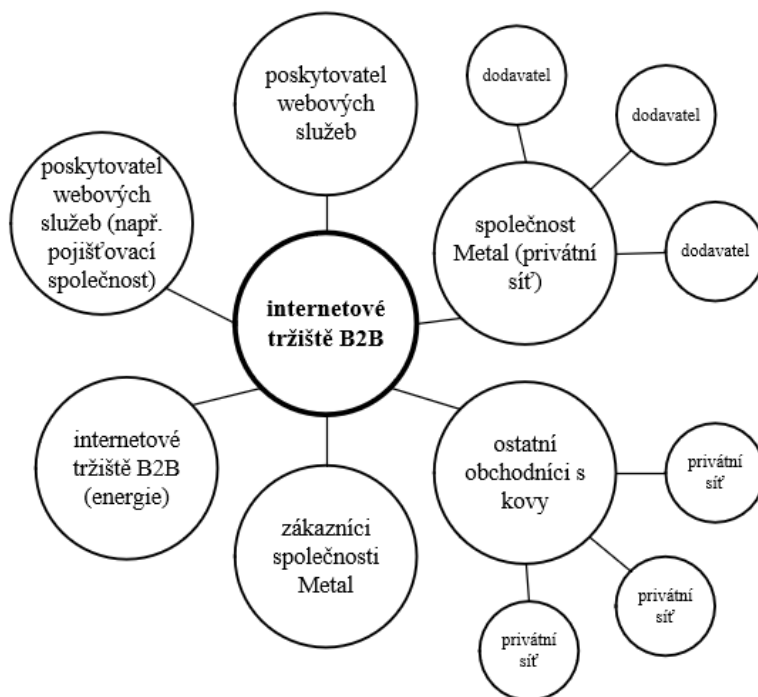 poskytovatel
webových
služeb
dodavatel
dodavatel
poskytovatel
webových
služeb (např.
pojišťovací
společnost)
společnost
Metal (privátní
síť)
dodavatel
internetové
tržiště B2B
internetové
tržiště B2B
(energie)
ostatní
obchodníci s
kovy
privátní
síť
zákazníci
společnosti
Metal
privátní
síť
privátní
síť